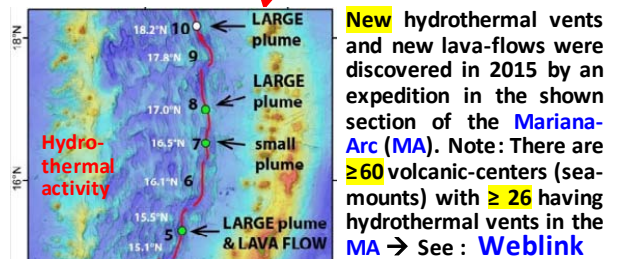 18°N
18.2°N 10
LARGE
plume
17.8°N 9
LARGE
plume
8
17.0°N
Hydro-
thermal
activity
16.5°N 7
small
plume
16°N
16.1°N 6
15.5°N
5
LARGE plume
& LAVA FLOW
15.1°N
New hydrothermal vents
and new lava-flows were
discovered in 2015 by an
expedition in the shown
section of the Mariana-
Arc (MA). Note: There are
≥60 volcanic-centers (sea-
mounts) with ≥ 26 having
hydrothermal vents in the
MA → See : Weblink